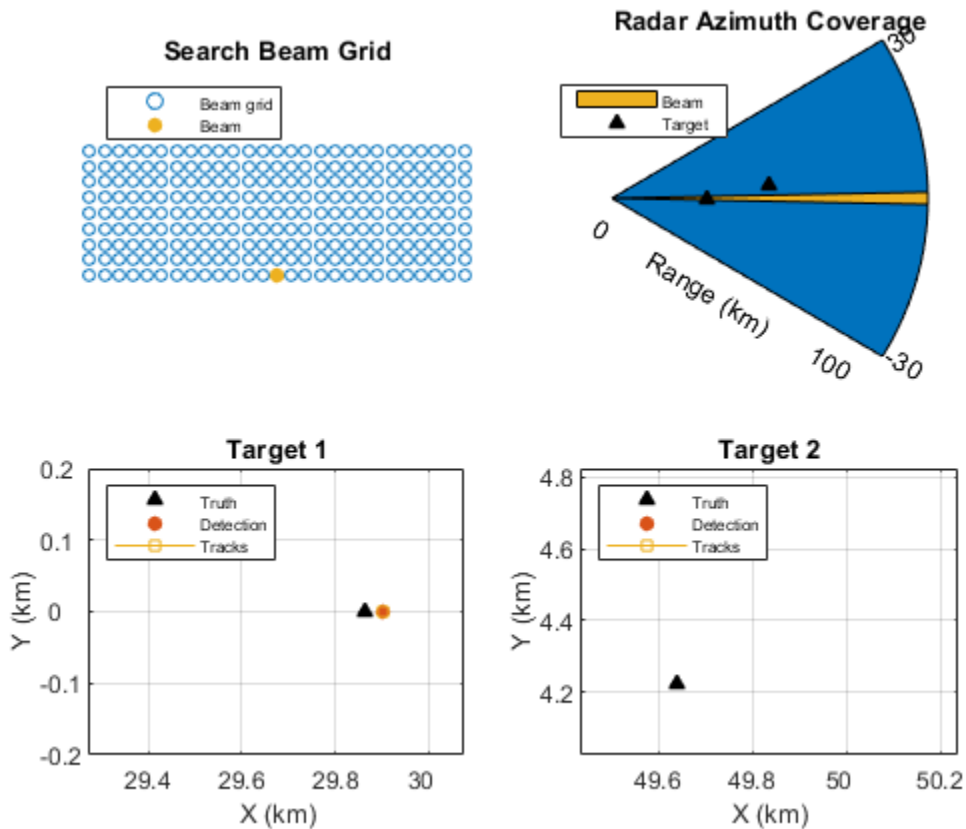 Search Beam Grid
Beam grid
Beam
Radar Azimuth Coverage
Beam
Target
30
0
Range (km)
100
-30
Target 1
Truth
Detection
Tracks
0.2
0.1
0
-0.1
-0.2
Y (km)
29.4
29.6
29.8
30
X (km)
Target 2
Truth
Detection
Tracks
4.8
4.6
4.4
4.2
Y (km)
49.6
49.8
50
50.2
X (km)